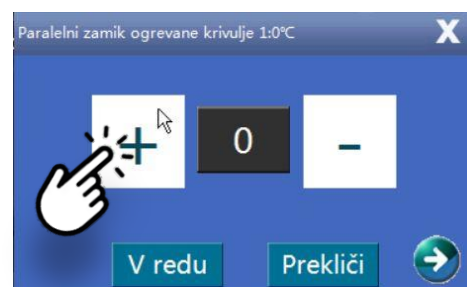 Paralelni zamik ogrevane krivulje 1:0℃ X
+ 0 -
V redu Prekliči